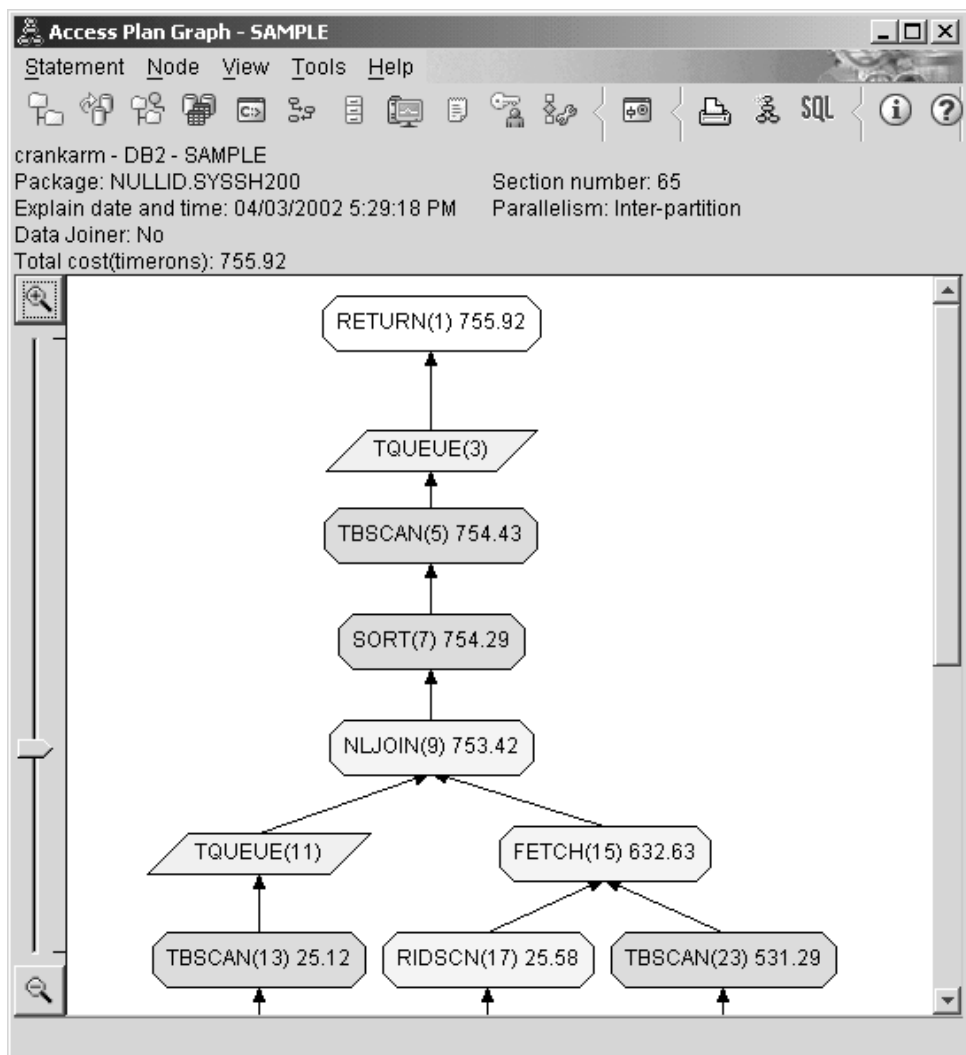 Access Plan Graph - SAMPLE
Statement Node View Tools Help
C:> SQL i ?
crankarm - DB2 - SAMPLE
Package: NULLID.SYSSH200 Section number: 65
Explain date and time: 04/03/2002 5:29:18 PM Parallelism: Inter-partition
Data Joiner: No
Total cost(timerons): 755.92
RETURN(1) 755.92
TQUEUE(3)
TBSCAN(5) 754.43
SORT(7) 754.29
NLJOIN(9) 753.42
TQUEUE(11) FETCH(15) 632.63
TBSCAN(13) 25.12 RIDSCN(17) 25.58 TBSCAN(23) 531.29